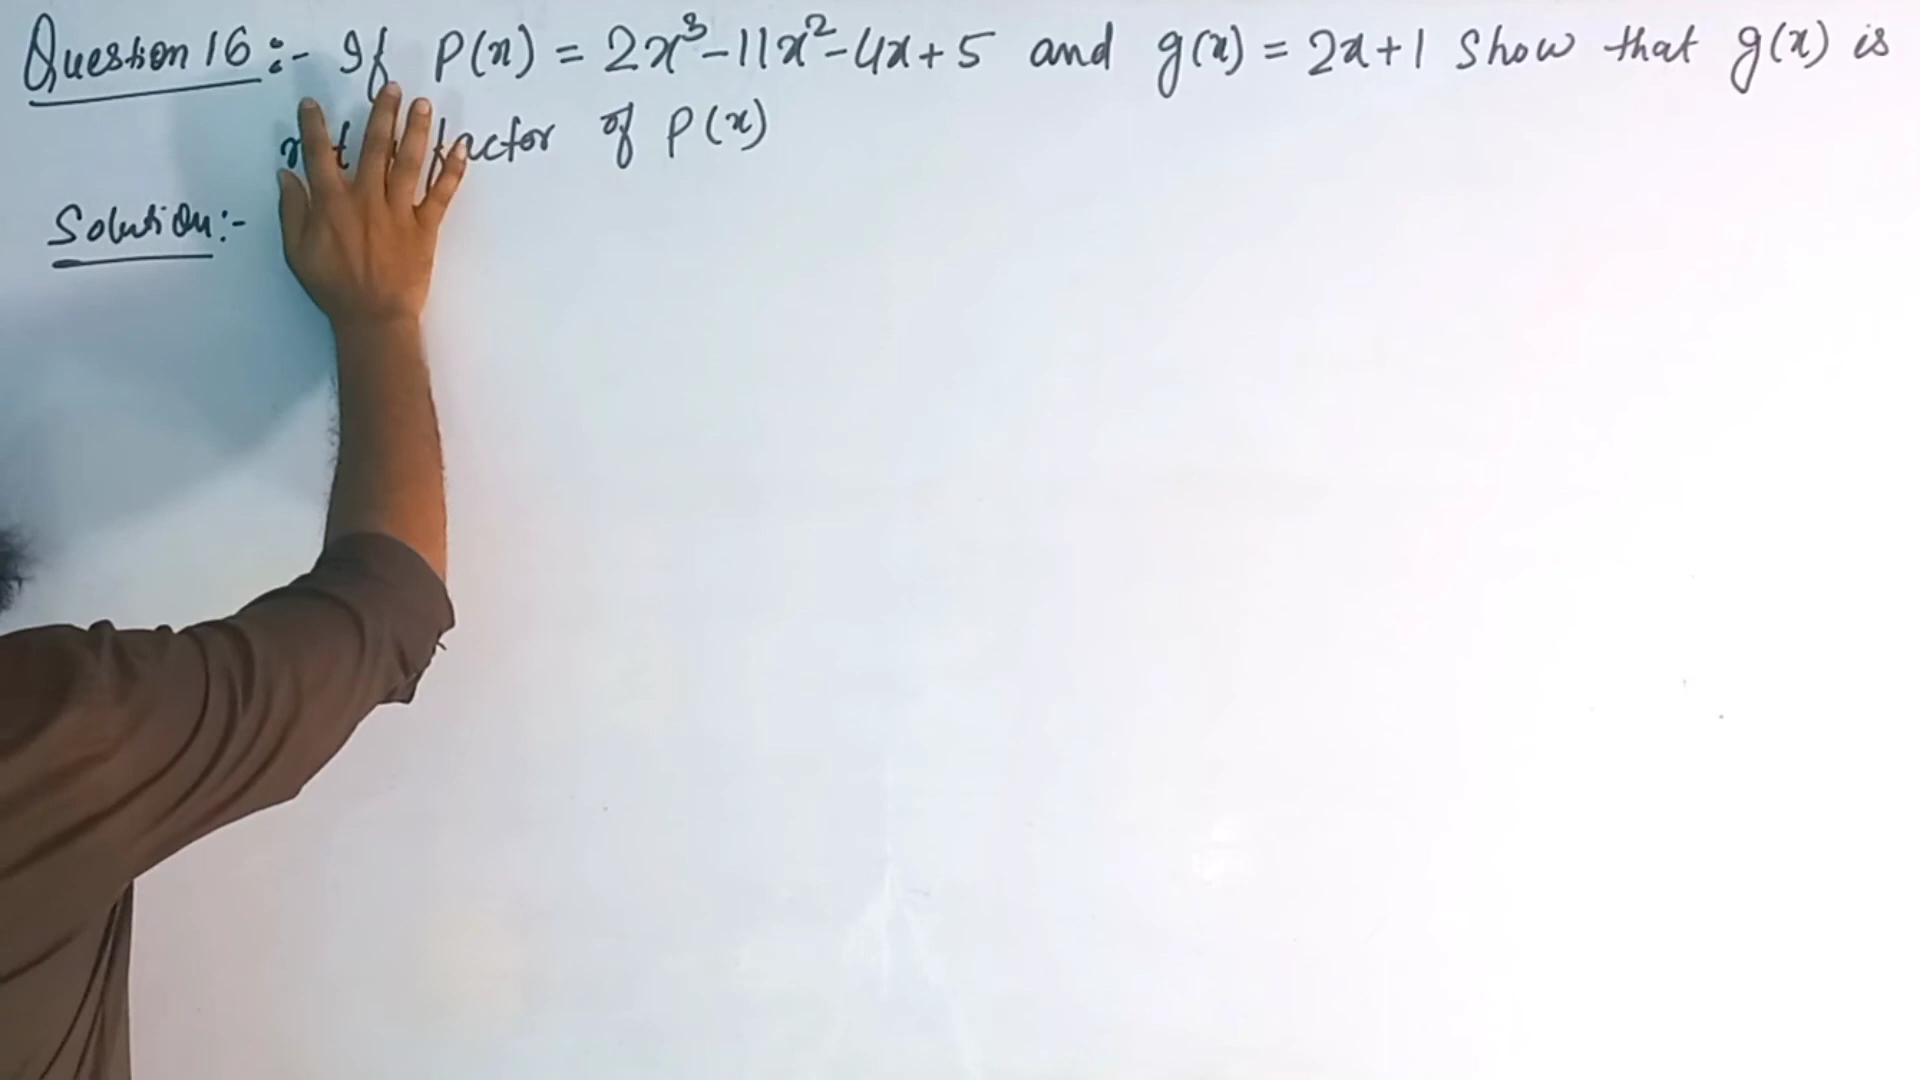 Question 16 :- If P(x) = 2x³-11x²-4x+5 and g(x) = 2x+1 Show that g(x) is
factor of P(x)
Solution:-